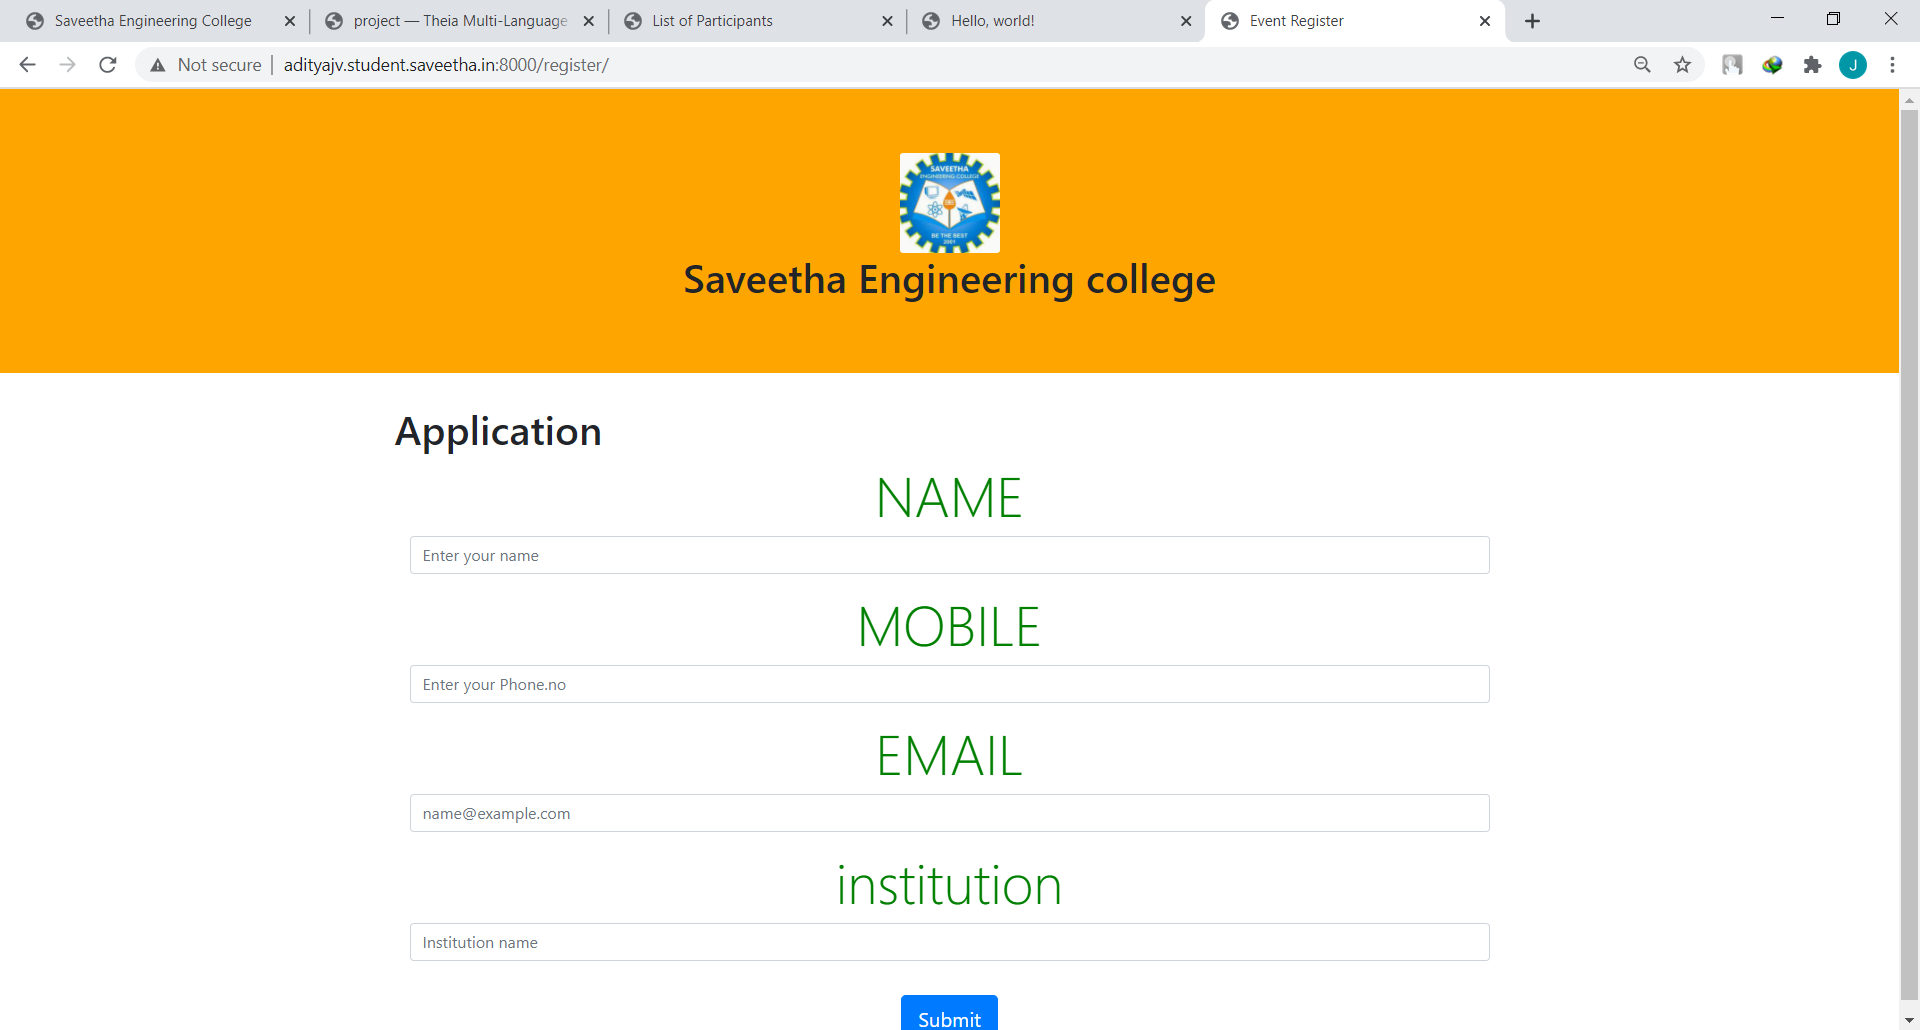 Saveetha Engineering College
project — Theia Multi-Language
List of Participants
Hello, world!
Event Register
Not secure
adityajv.student.saveetha.in:8000/register/
J
SAVEETHA
ENGINEERING COLLEGE
BE THE BEST
2001
Saveetha Engineering college
Application
NAME
Enter your name
MOBILE
Enter your Phone.no
EMAIL
name@example.com
institution
Institution name
Submit